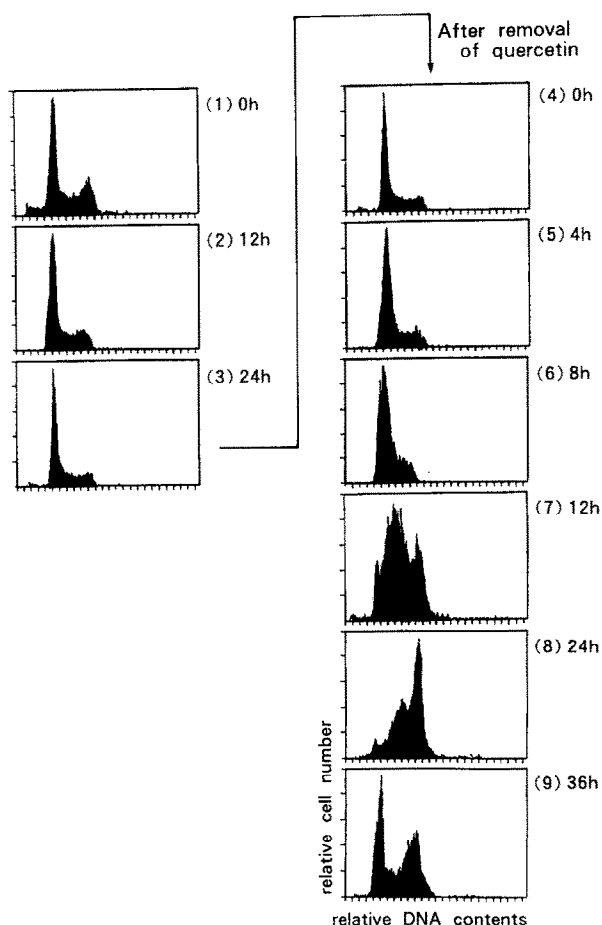 After removal
of quercetin
(1) 0h
(2) 12h
(3) 24h
(4) 0h
(5) 4h
(6) 8h
(7) 12h
(8) 24h
(9) 36h
relative cell number
relative DNA contents